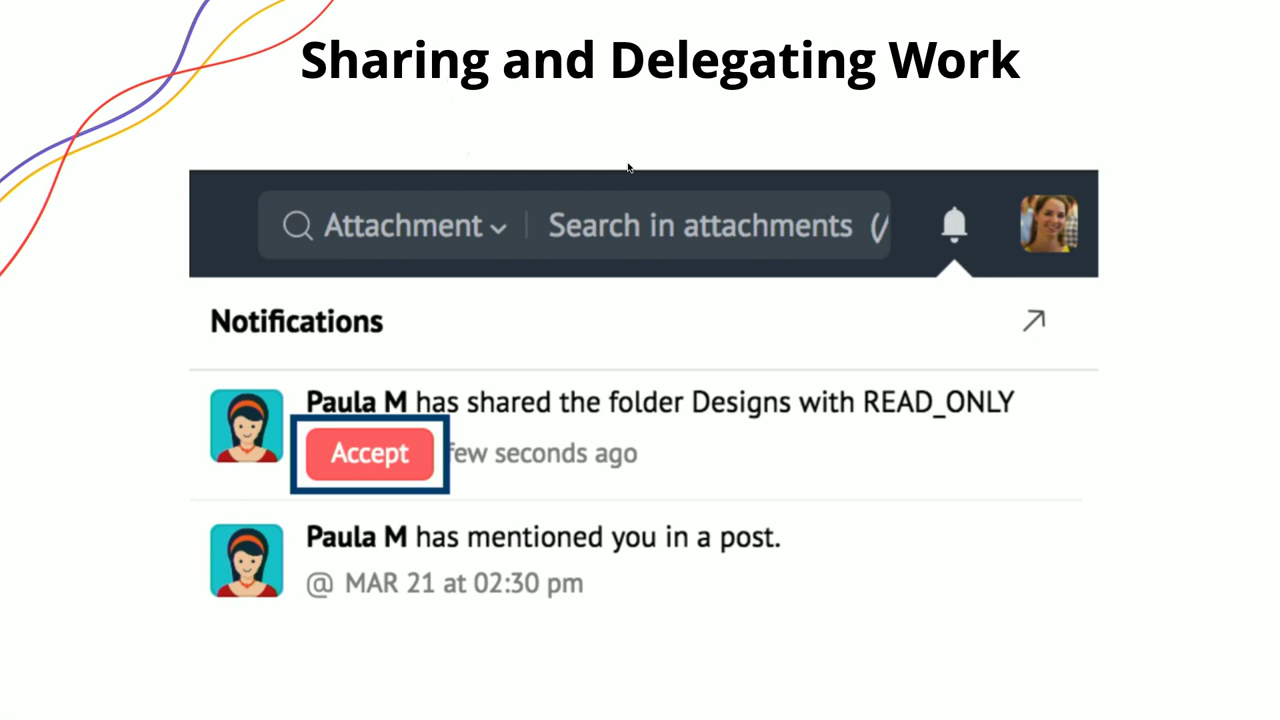 Sharing and Delegating Work
Attachment Search in attachments (/
Notifications
Paula M has shared the folder Designs with READ_ONLY
Accept few seconds ago
Paula M has mentioned you in a post.
@ MAR 21 at 02:30 pm